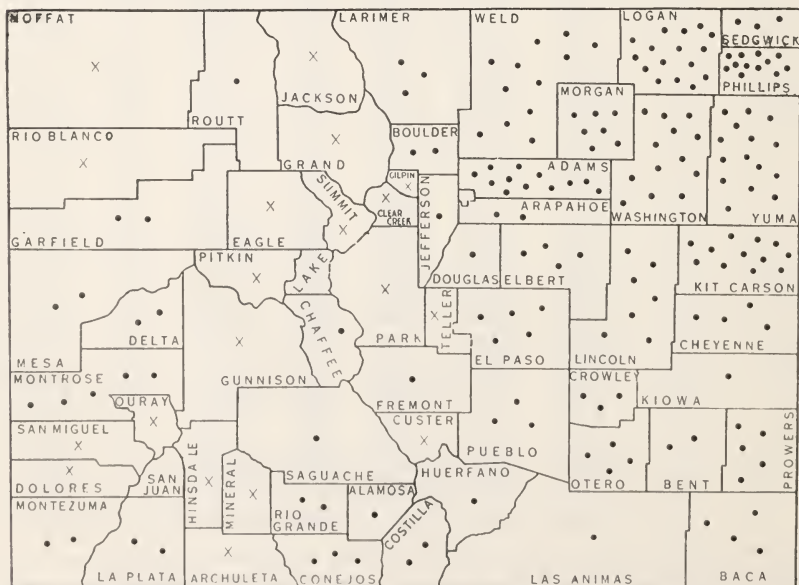 MOFFAT
LARIMER
WELD
LOGAN
SEDGWICK
PHILLIPS
JACKSON
ROUTT
MORGAN
RIO BLANCO
BOULDER
GRAND
GILPIN
ADAMS
SUMMIT
CLEAR
CREEK
JEFFERSON
ARAPAHOE
WASHINGTON
YUMA
GARFIELD
EAGLE
PITKIN
LAKE
DOUGLAS
ELBERT
KIT CARSON
CHAFFEE
TELLER
DELTA
PARK
CHEYENNE
MESA
EL PASO
LINCOLN
MONTROSE
GUNNISON
CROWLEY
OURAY
FREMONT
KIOWA
SAN MIGUEL
CUSTER
HINSDALE
MINERAL
PUEBLO
PROWERS
DOLORES
SAN
JUAN
SAGUACHE
HUERFANO
OTERO
BENT
MONTEZUMA
RIO
GRANDE
ALAMOSA
COSTILLA
LA PLATA
ARCHULETA
CONEJOS
LAS ANIMAS
BACA